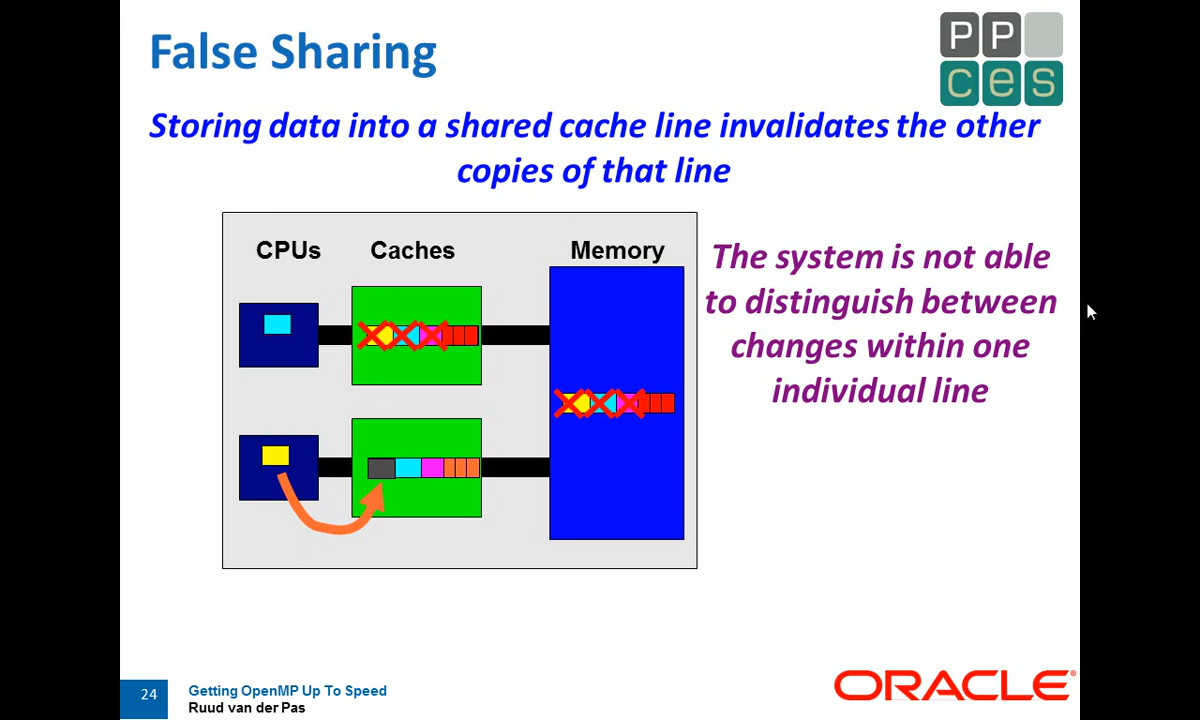 False Sharing
PP
ces
Storing data into a shared cache line invalidates the other
copies of that line
CPUs
Caches
Memory
The system is not able
to distinguish between
changes within one
individual line
24
Getting OpenMP Up To Speed
Ruud van der Pas
ORACLE®